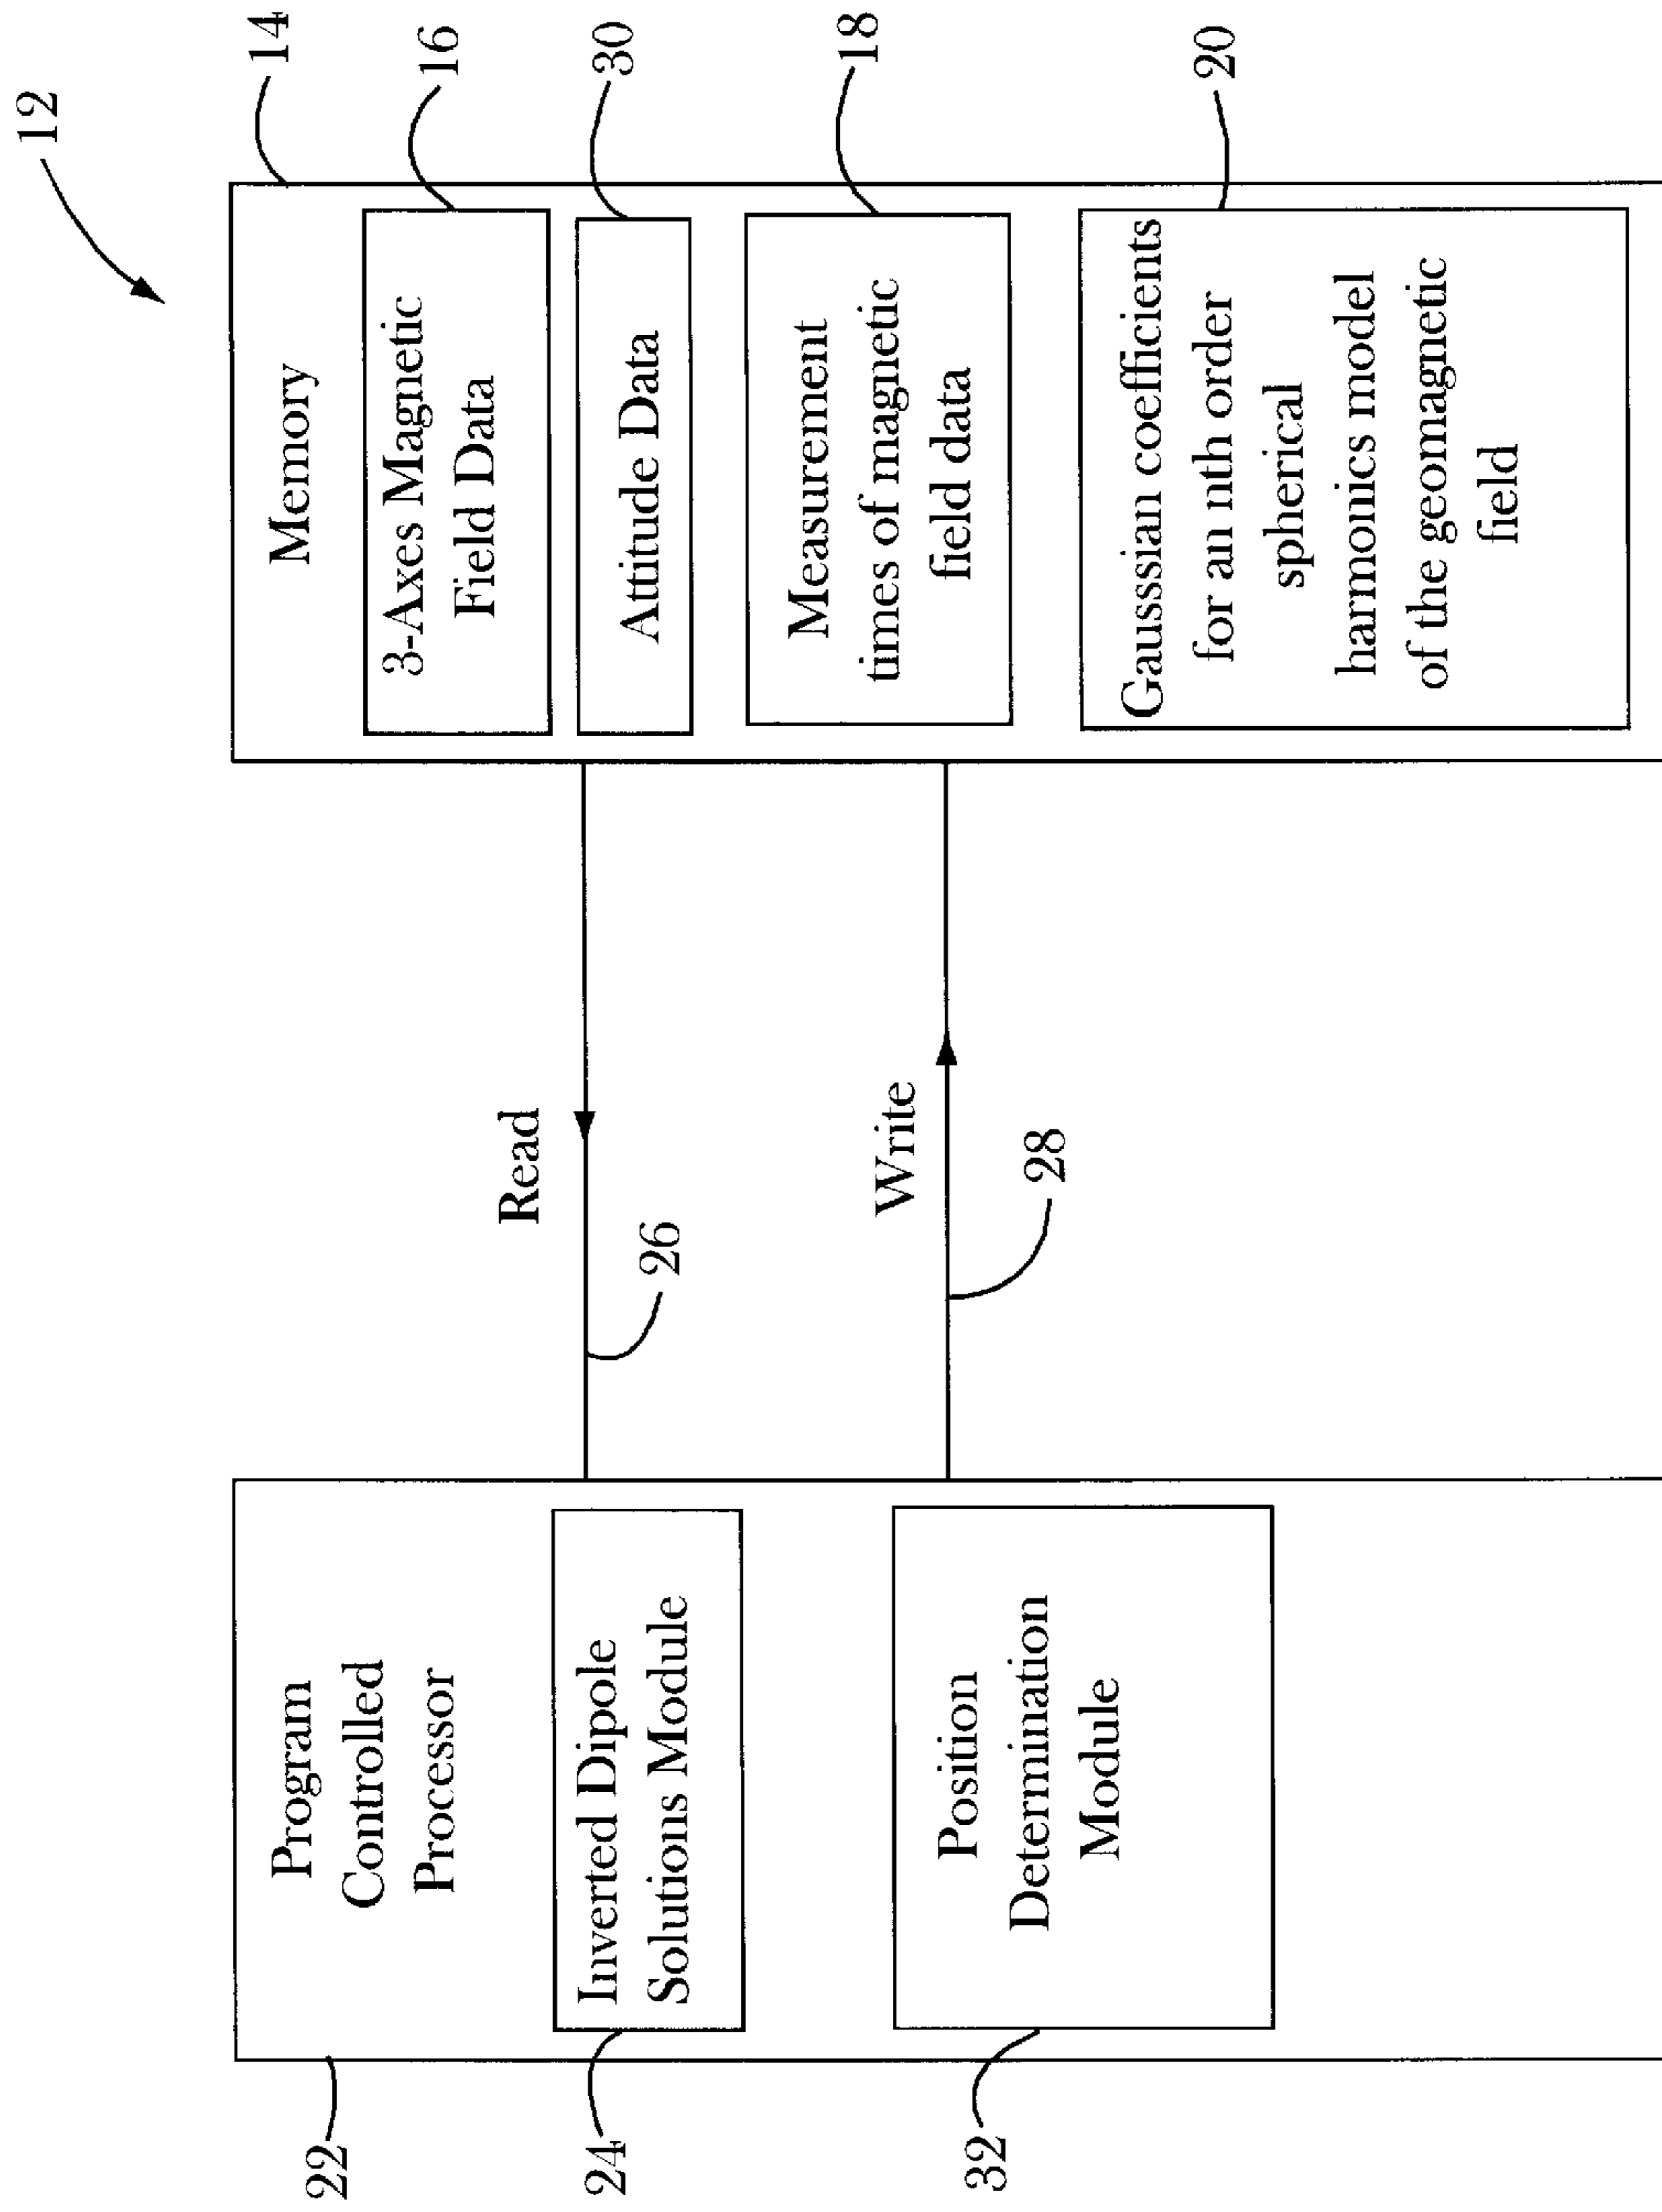 12
22
Program
Controlled
Processor
24
Inverted Dipole
Solutions Module
32
Position
Determination
Module
Read
26
Write
28
14
Memory
16
3-Axes Magnetic
Field Data
30
Attitude Data
18
Measurement
times of magnetic
field data
20
Gaussian coefficients
for an nth order
spherical
harmonics model
of the geomagnetic
field